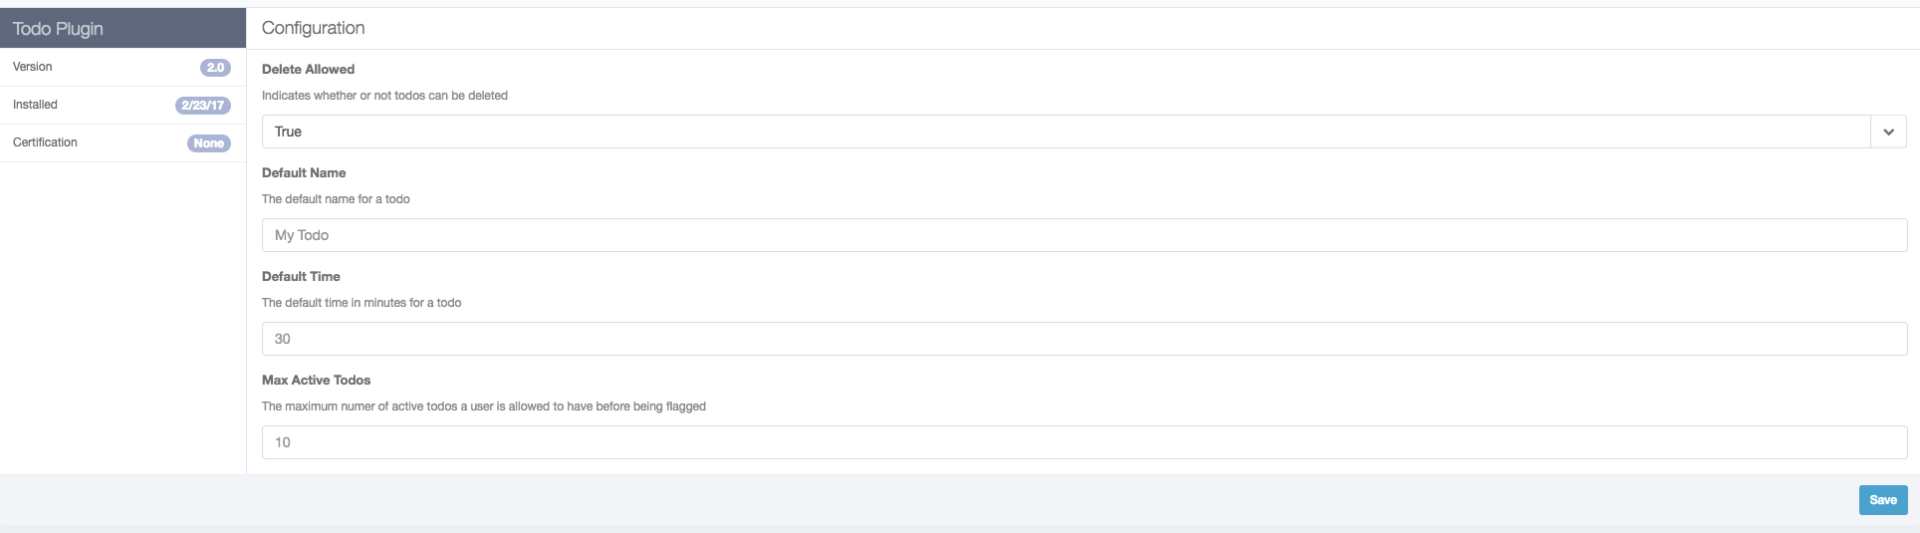 Todo Plugin
Version 2.0
Installed 2/23/17
Certification None
Configuration
Delete Allowed
Indicates whether or not todos can be deleted
True
Default Name
The default name for a todo
My Todo
Default Time
The default time in minutes for a todo
30
Max Active Todos
The maximum numer of active todos a user is allowed to have before being flagged
10
Save